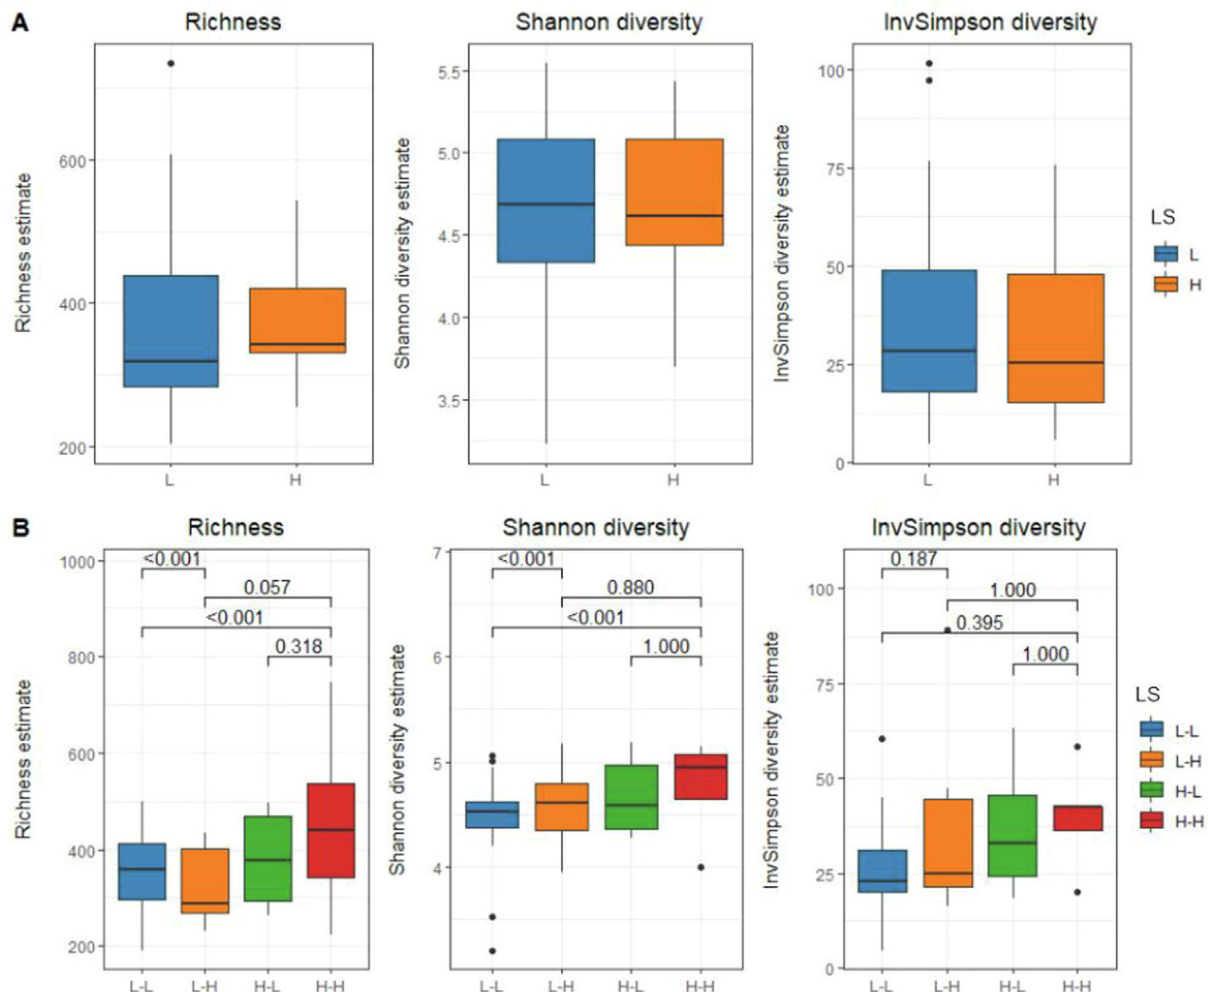 A
Richness
Shannon diversity
InvSimpson diversity
Richness estimate
600
400
200
L
H
Shannon diversity estimate
5.5
5.0
4.5
4.0
3.5
L
H
InvSimpson diversity estimate
100
75
50
25
0
L
H
LS
L
H
B
Richness
Shannon diversity
InvSimpson diversity
Richness estimate
1000
800
600
400
200
<0.001
0.057
<0.001
0.318
L-L
L-H
H-L
H-H
Shannon diversity estimate
7
6
5
4
<0.001
0.880
<0.001
1.000
L-L
L-H
H-L
H-H
InvSimpson diversity estimate
100
75
50
25
0
0.187
1.000
0.395
1.000
L-L
L-H
H-L
H-H
LS
L-L
L-H
H-L
H-H